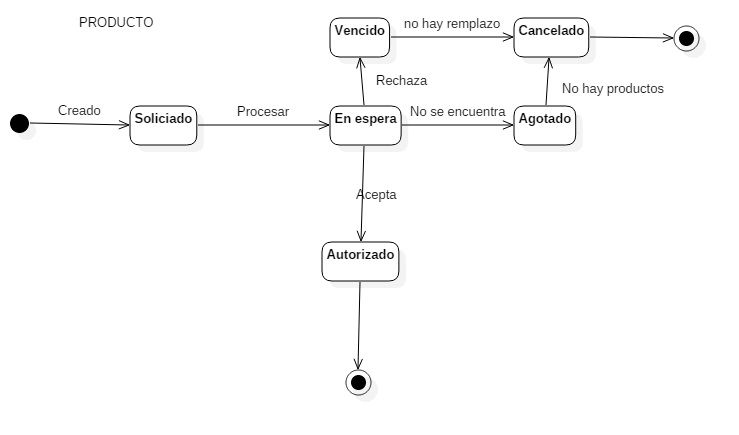 PRODUCTO
Vencido
no hay remplazo
Cancelado
Rechaza
No hay productos
Creado
Soliciado
Procesar
En espera
No se encuentra
Agotado
Acepta
Autorizado